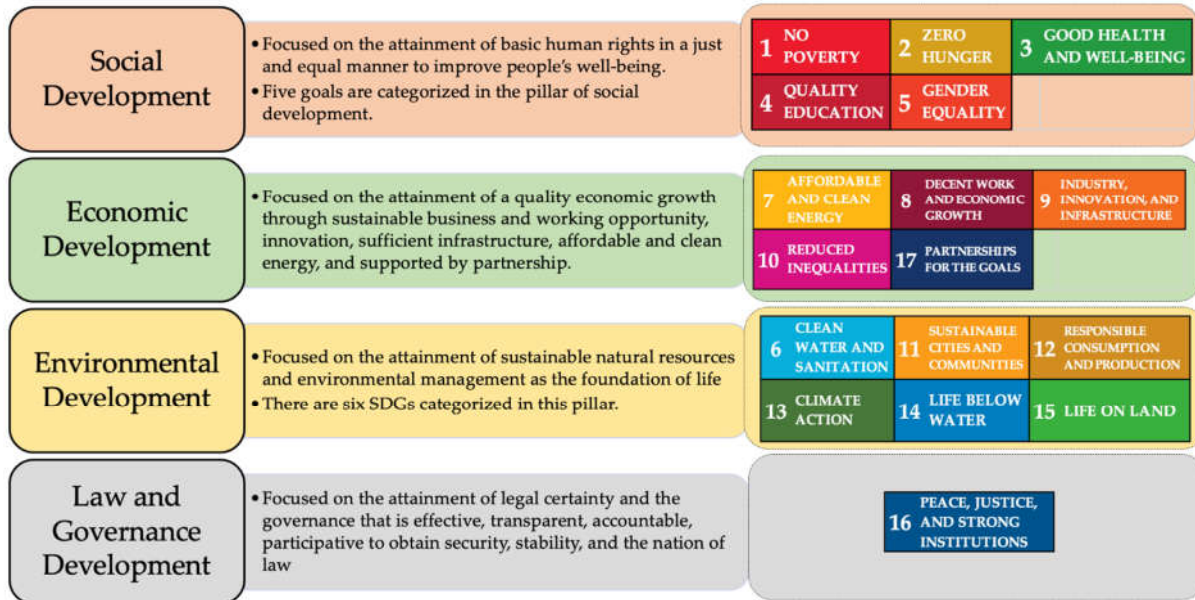 Social
Development
• Focused on the attainment of basic human rights in a just
and equal manner to improve people's well-being.
• Five goals are categorized in the pillar of social
development.
1 NO
POVERTY
2 ZERO
HUNGER
3 GOOD HEALTH
AND WELL-BEING
4 QUALITY
EDUCATION
5 GENDER
EQUALITY
Economic
Development
• Focused on the attainment of a quality economic growth
through sustainable business and working opportunity,
innovation, sufficient infrastructure, affordable and clean
energy, and supported by partnership.
7 AFFORDABLE
AND CLEAN
ENERGY
8 DECENT WORK
AND ECONOMIC
GROWTH
9 INDUSTRY,
INNOVATION, AND
INFRASTRUCTURE
10 REDUCED
INEQUALITIES
17 PARTNERSHIPS
FOR THE GOALS
Environmental
Development
• Focused on the attainment of sustainable natural resources
and environmental management as the foundation of life
• There are six SDGs categorized in this pillar.
6 CLEAN
WATER AND
SANITATION
11 SUSTAINABLE
CITIES AND
COMMUNITIES
12 RESPONSIBLE
CONSUMPTION
AND PRODUCTION
13 CLIMATE
ACTION
14 LIFE BELOW
WATER
15 LIFE ON LAND
Law and
Governance
Development
• Focused on the attainment of legal certainty and the
governance that is effective, transparent, accountable,
participative to obtain security, stability, and the nation of
law
16 PEACE, JUSTICE,
AND STRONG
INSTITUTIONS